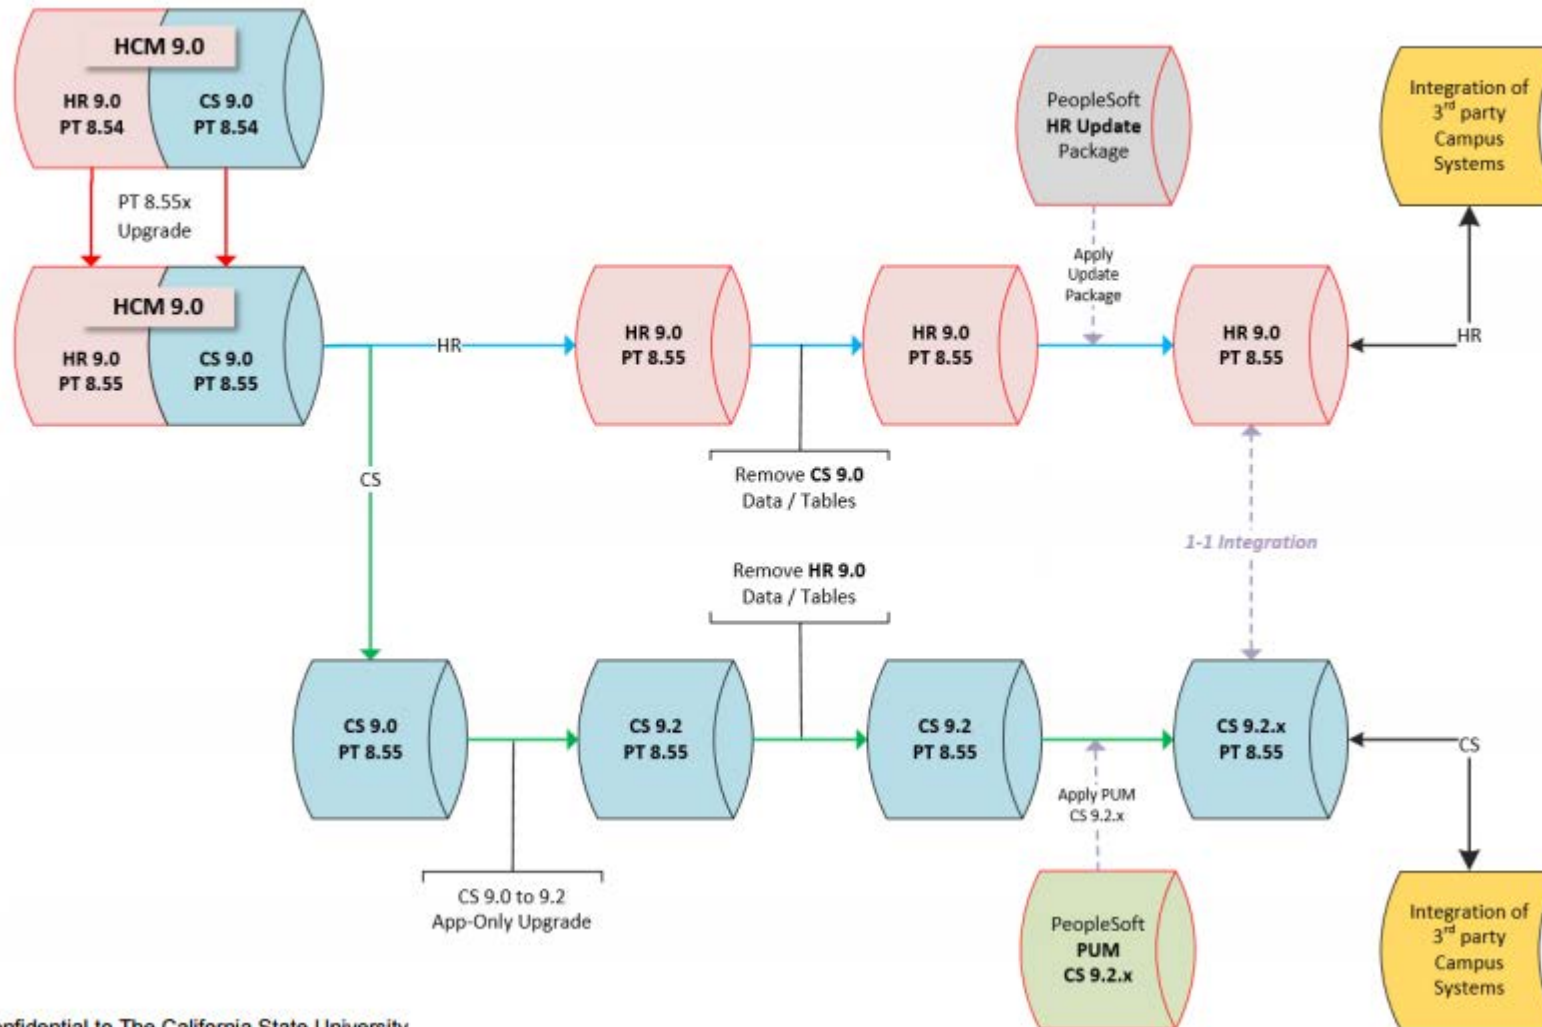 HCM 9.0
HR 9.0
PT 8.54
CS 9.0
PT 8.54
PT 8.55x
Upgrade
HCM 9.0
HR 9.0
PT 8.55
CS 9.0
PT 8.55
HR
HR 9.0
PT 8.55
Remove CS 9.0
Data / Tables
HR 9.0
PT 8.55
PeopleSoft
HR Update
Package
Apply
Update
Package
HR 9.0
PT 8.55
HR
Integration of
3rd party
Campus
Systems
CS
1-1 Integration
CS 9.0
PT 8.55
CS 9.0 to 9.2
App-Only Upgrade
CS 9.2
PT 8.55
Remove HR 9.0
Data / Tables
CS 9.2
PT 8.55
Apply PUM
CS 9.2.x
PeopleSoft
PUM
CS 9.2.x
CS 9.2.x
PT 8.55
CS
Integration of
3rd party
Campus
Systems
onfidential to The California State University